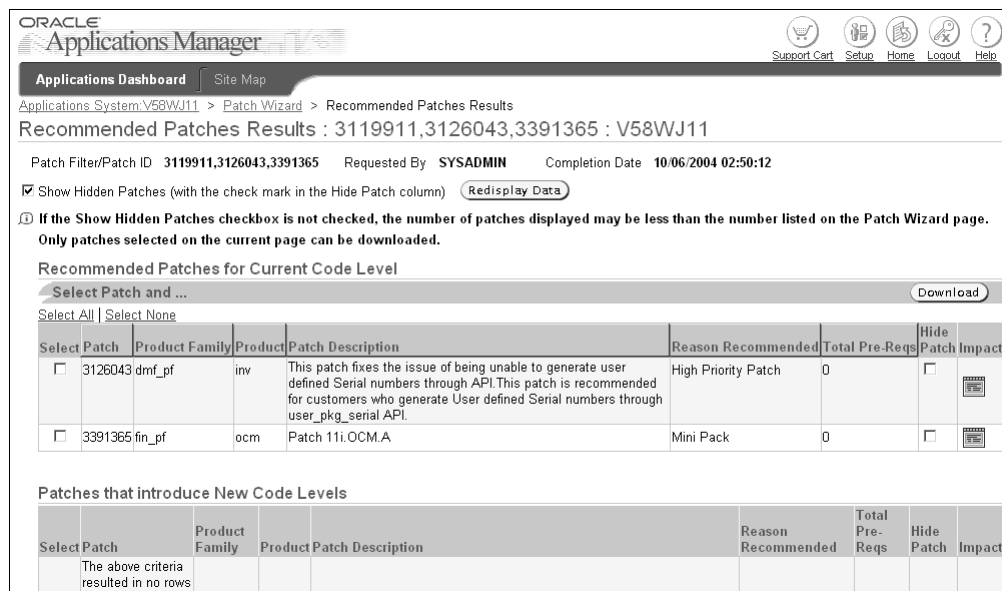 ORACLE
Applications Manager
Support Cart Setup Home Logout Help
Applications Dashboard Site Map
Applications System:V58WJ11 > Patch Wizard > Recommended Patches Results
Recommended Patches Results : 3119911,3126043,3391365 : V58WJ11
Patch Filter/Patch ID 3119911,3126043,3391365 Requested By SYSADMIN Completion Date 10/06/2004 02:50:12
Show Hidden Patches (with the check mark in the Hide Patch column) Redisplay Data
If the Show Hidden Patches checkbox is not checked, the number of patches displayed may be less than the number listed on the Patch Wizard page.
Only patches selected on the current page can be downloaded.
Recommended Patches for Current Code Level
Select Patch and ... Download
Select All | Select None
Select Patch Product Family Product Patch Description Reason Recommended Total Pre-Reqs Hide Patch Impact
3126043 dmf_pf inv This patch fixes the issue of being unable to generate user High Priority Patch 0
defined Serial numbers through API.This patch is recommended
for customers who generate User defined Serial numbers through
user_pkg_serial API.
3391365 fin_pf ocm Patch 11i.OCM.A Mini Pack 0
Patches that introduce New Code Levels
Select Patch Product Family Product Patch Description Reason Recommended Total Pre-Reqs Hide Patch Impact
The above criteria
resulted in no rows